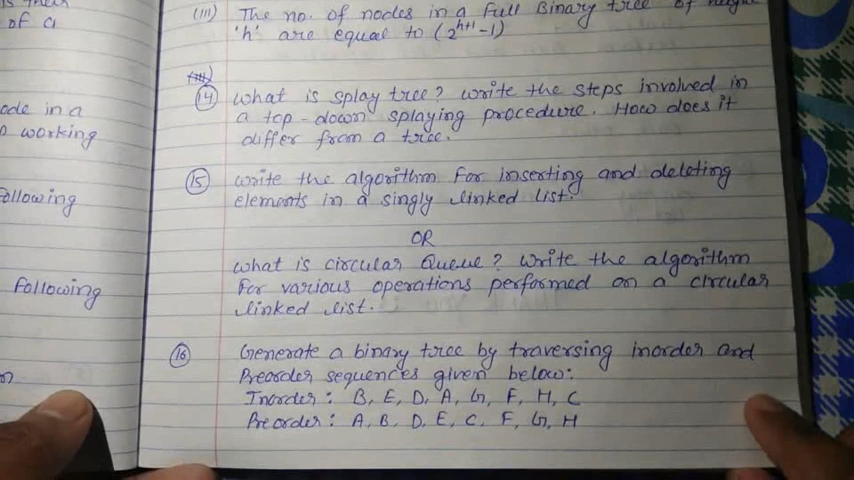 s their
of a
ode in a
working
ollowing
Following
(iii) The no. of nodes in a Full Binary tree of height
'h' are equal to (2^h+1 - 1)
(14) what is splay tree? write the steps involved in
a top-down splaying procedure. How does it
differ from a tree.
(15) write the algorithm For inserting and deleting
elements in a singly linked list.
OR
what is circular Queue? write the algorithm
For various operations performed on a circular
linked list.
(16) Generate a binary tree by traversing inorder and
Preorder sequences given below:
Inorder: B, E, D, A, G, F, H, C
Preorder: A, B, D, E, C, F, G, H